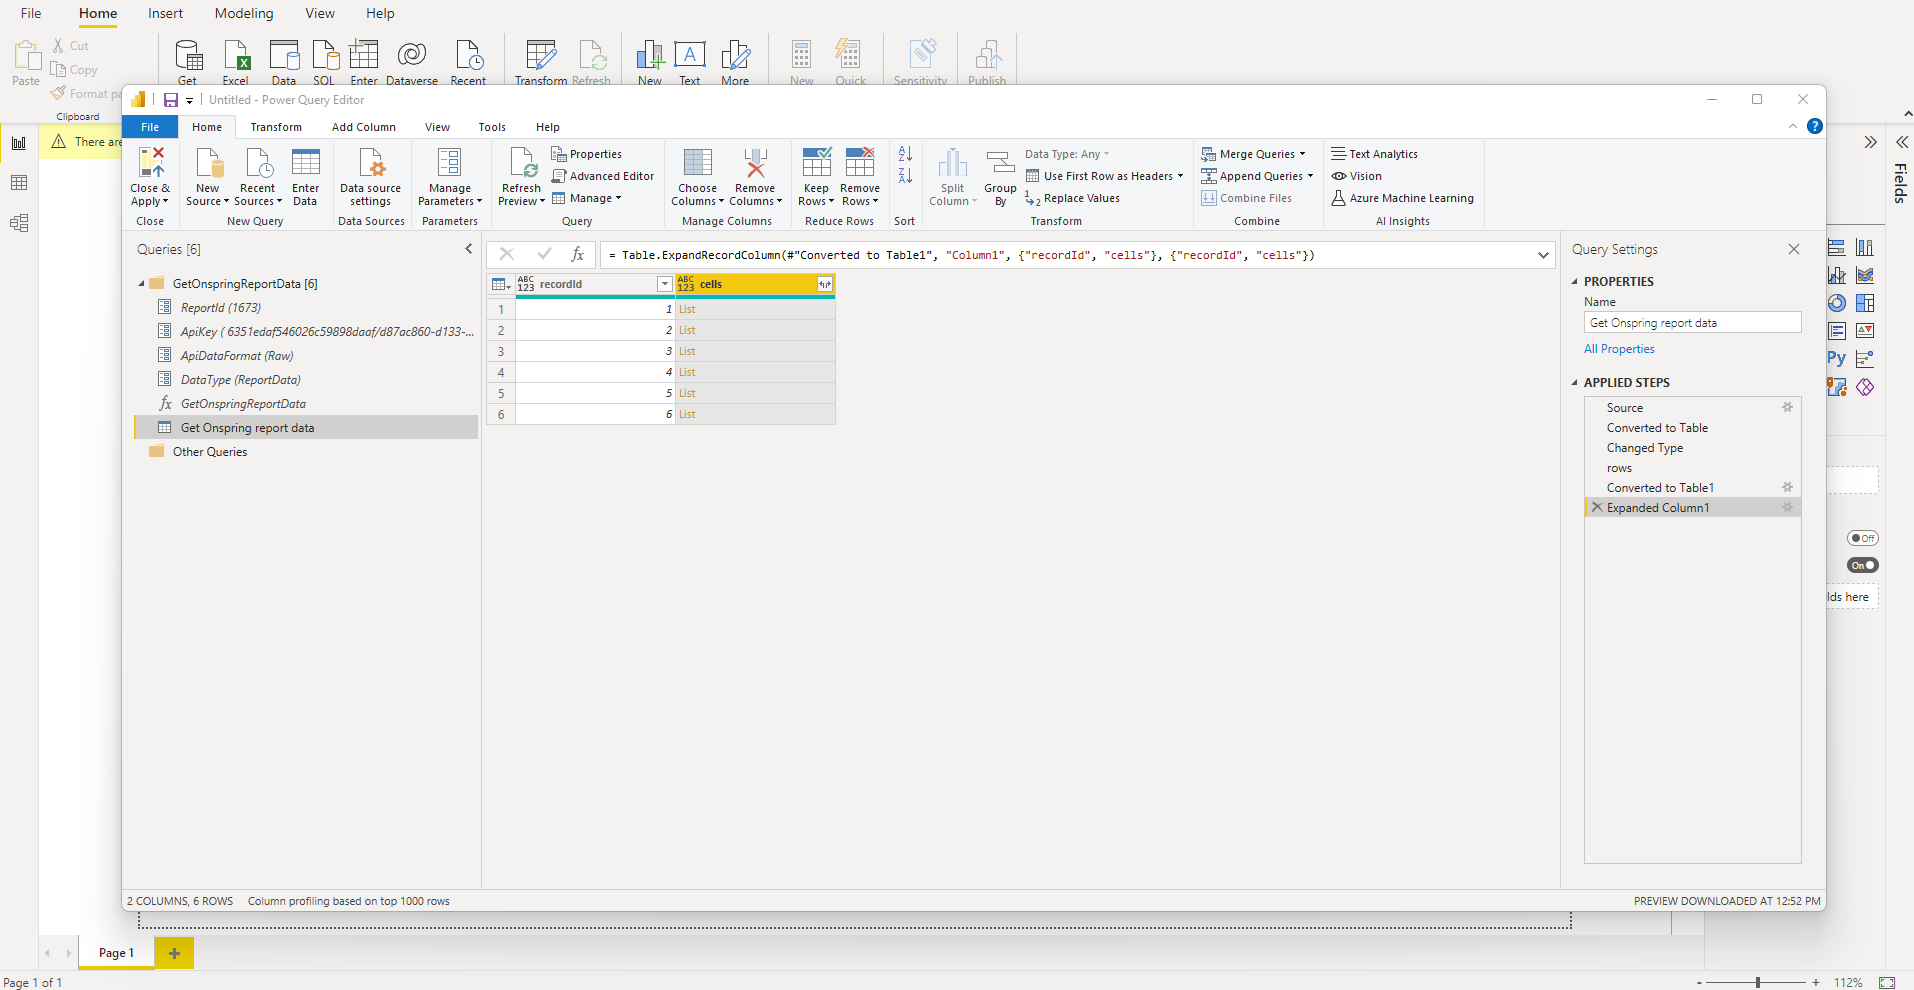 File Home Insert Modeling View Help
Paste
Cut
Copy
Format pa
Clipboard
Get Excel Data SQL Enter Dataverse Recent Transform Refresh New Text More New Quick Sensitivity Publish
There are
Untitled - Power Query Editor
File Home Transform Add Column View Tools Help
Close & Apply
Close
New Source
Recent Sources
Enter Data
New Query
Data source settings
Data Sources
Manage Parameters
Parameters
Refresh Preview
Properties
Advanced Editor
Manage
Query
Choose Columns
Remove Columns
Manage Columns
Keep Rows
Remove Rows
Reduce Rows
Sort
Split Column
Group By
Data Type: Any
Use First Row as Headers
Replace Values
Transform
Merge Queries
Append Queries
Combine Files
Combine
Text Analytics
Vision
Azure Machine Learning
AI Insights
Fields
Queries [6]
GetOnspringReportData [6]
ReportId (1673)
ApiKey ( 6351edaf546026c59898daaf/d87ac860-d133-...
ApiDataFormat (Raw)
DataType (ReportData)
fx GetOnspringReportData
Get Onspring report data
Other Queries
fx = Table.ExpandRecordColumn(#"Converted to Table1", "Column1", {"recordId", "cells"}, {"recordId", "cells"})
ABC 123 recordId ABC 123 cells
1 1 List
2 2 List
3 3 List
4 4 List
5 5 List
6 6 List
Query Settings
PROPERTIES
Name
Get Onspring report data
All Properties
APPLIED STEPS
Source
Converted to Table
Changed Type
rows
Converted to Table1
Expanded Column1
Py
Off
On
lds here
2 COLUMNS, 6 ROWS Column profiling based on top 1000 rows
PREVIEW DOWNLOADED AT 12:52 PM
Page 1 +
Page 1 of 1
- + 112%